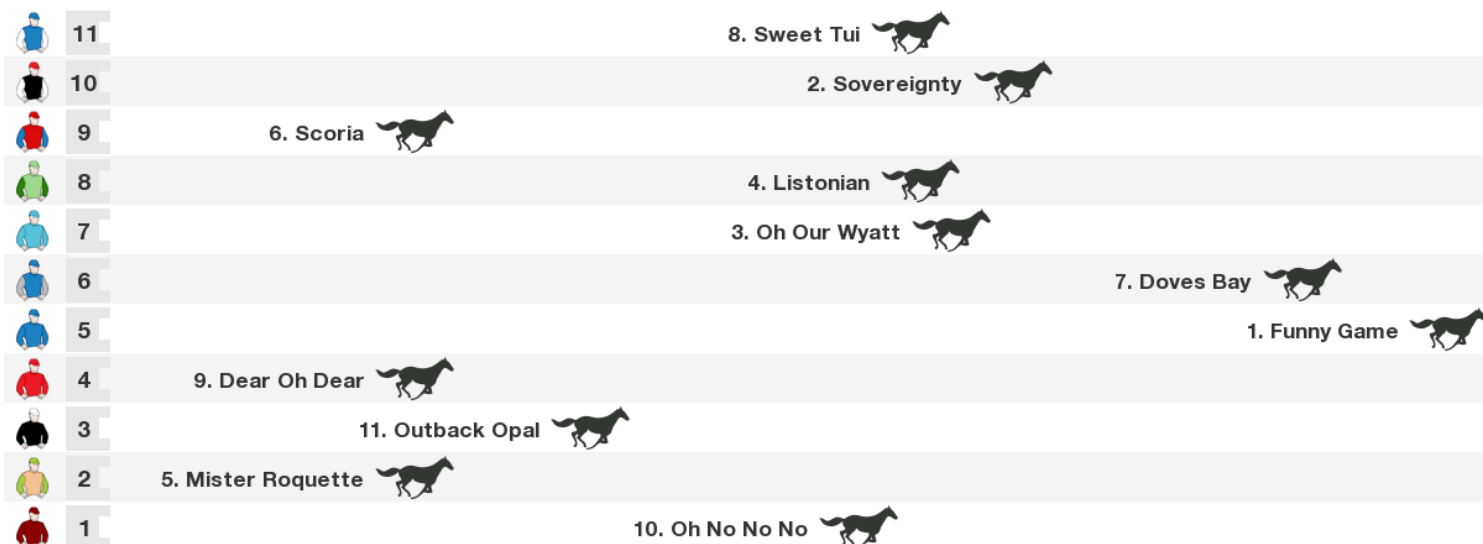 11 8. Sweet Tui
10 2. Sovereignty
9 6. Scoria
8 4. Listonian
7 3. Oh Our Wyatt
6 7. Doves Bay
5 1. Funny Game
4 9. Dear Oh Dear
3 11. Outback Opal
2 5. Mister Roquette
1 10. Oh No No No